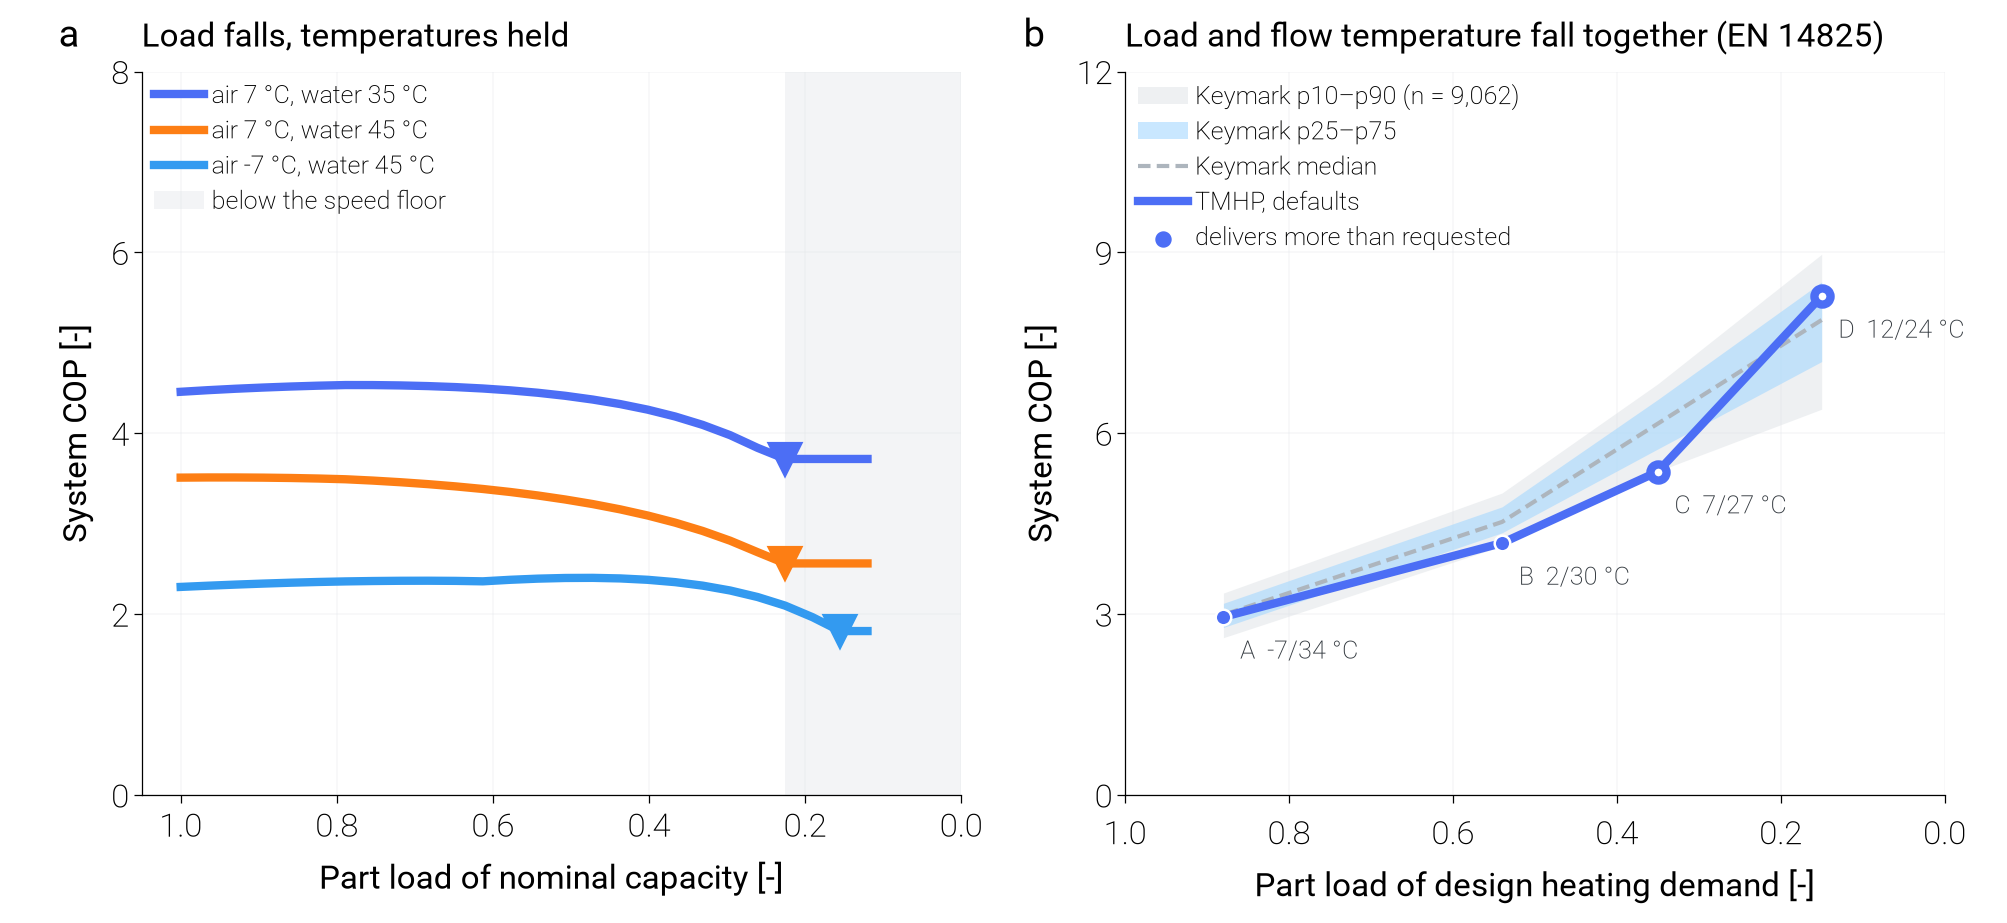 a Load falls, temperatures held
air 7 °C, water 35 °C
air 7 °C, water 45 °C
air -7 °C, water 45 °C
below the speed floor
System COP [-]
8
6
4
2
0
1.0 0.8 0.6 0.4 0.2 0.0
Part load of nominal capacity [-]
b Load and flow temperature fall together (EN 14825)
Keymark p10–p90 (n = 9,062)
Keymark p25–p75
Keymark median
TMHP, defaults
delivers more than requested
System COP [-]
12
9
6
3
0
D 12/24 °C
C 7/27 °C
B 2/30 °C
A -7/34 °C
1.0 0.8 0.6 0.4 0.2 0.0
Part load of design heating demand [-]